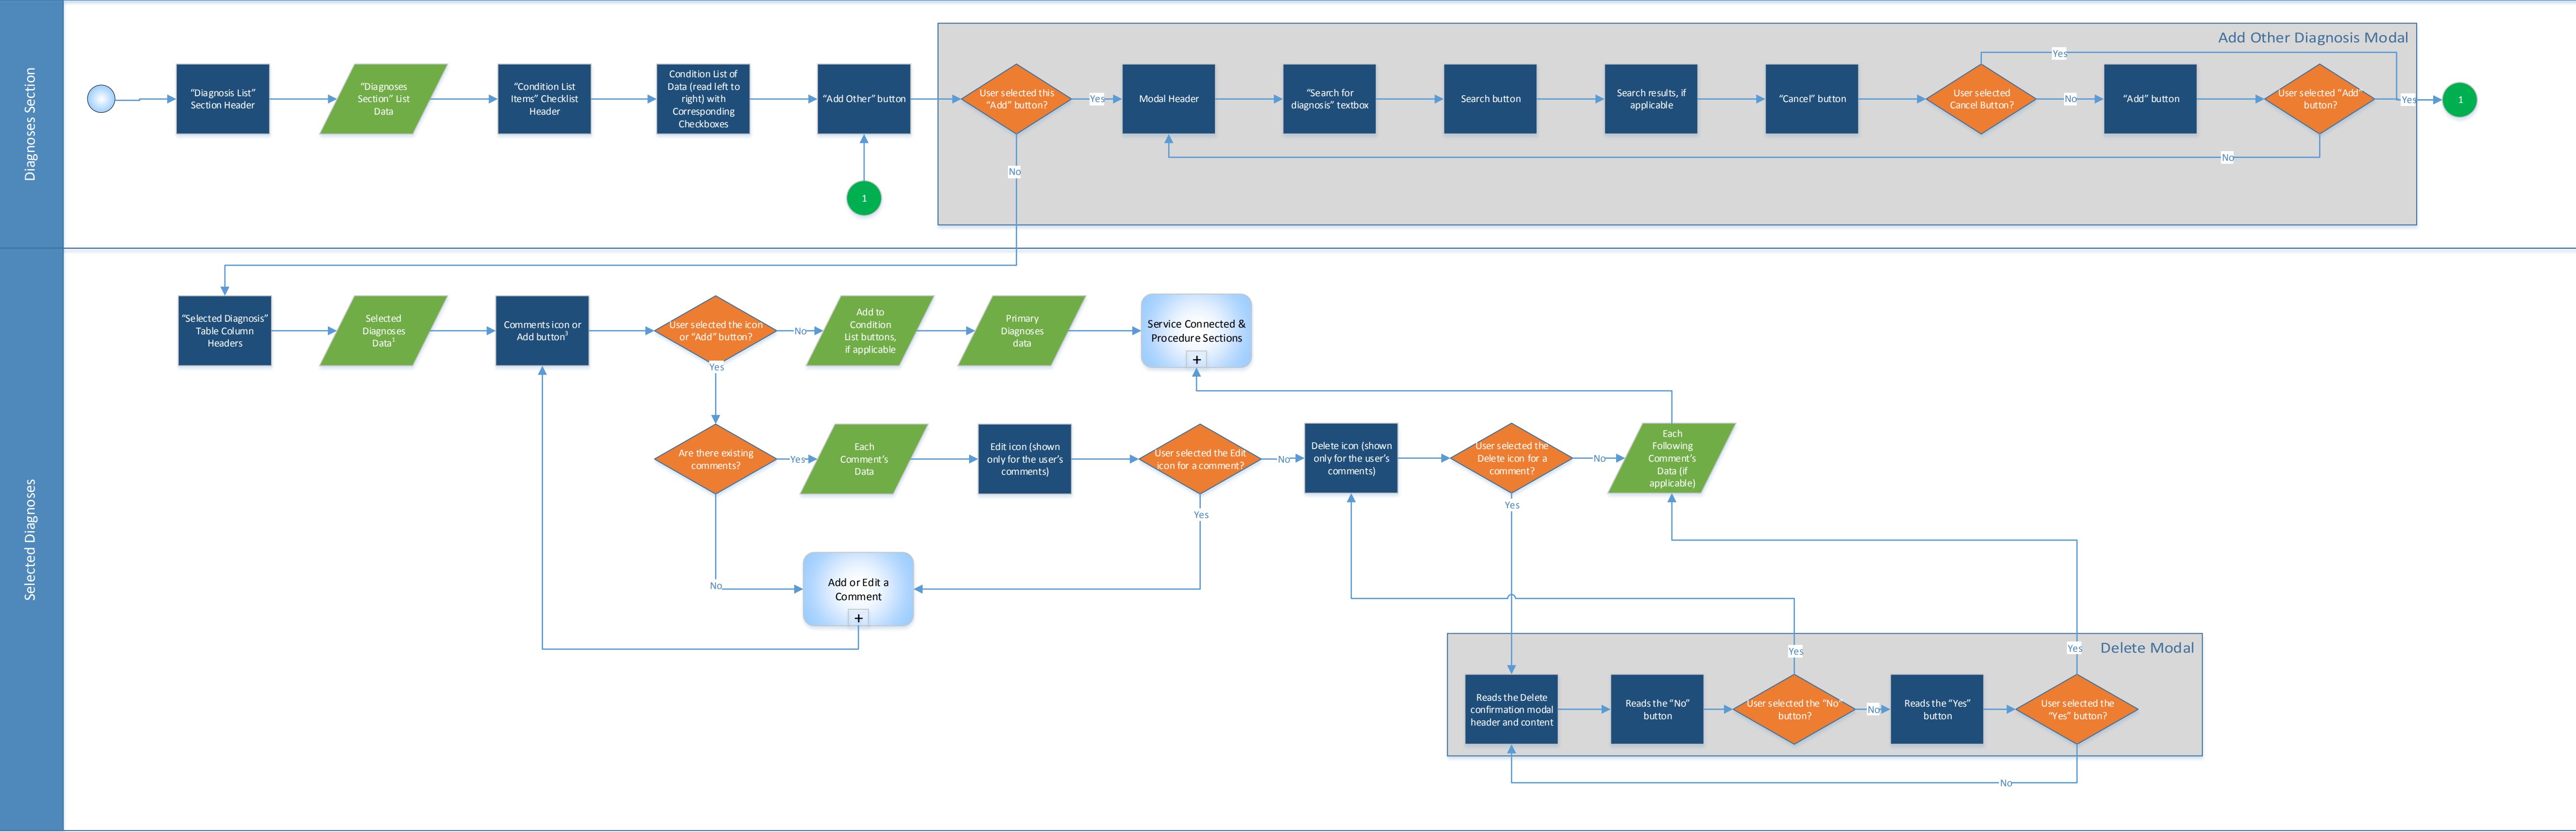 Diagnoses Section
Add Other Diagnosis Modal
“Diagnosis List”
Section Header
“Diagnoses
Section” List
Data
“Condition List
Items” Checklist
Header
Condition List of
Data (read left to
right) with
Corresponding
Checkboxes
“Add Other” button
User selected this
“Add” button?
Yes
Modal Header
“Search for
diagnosis” textbox
Search button
Search results, if
applicable
“Cancel” button
User selected
Cancel Button?
Yes
No
“Add” button
User selected “Add”
button?
Yes
1
No
No
1
Selected Diagnoses
“Selected Diagnosis”
Table Column
Headers
Selected
Diagnoses
Data1
Comments icon or
Add button3
User selected the icon
or “Add” button?
No
Add to
Condition
List buttons,
if applicable
Primary
Diagnoses
data
Service Connected &
Procedure Sections
+
Yes
Are there existing
comments?
Yes
Each
Comment’s
Data
Edit icon (shown
only for the user’s
comments)
User selected the Edit
icon for a comment?
No
Delete icon (shown
only for the user’s
comments)
User selected the
Delete icon for a
comment?
No
Each
Following
Comment’s
Data (if
applicable)
Yes
Yes
No
Add or Edit a
Comment
+
Delete Modal
Yes
Yes
Reads the Delete
confirmation modal
header and content
Reads the “No”
button
User selected the “No”
button?
No
Reads the “Yes”
button
User selected the
“Yes” button?
No